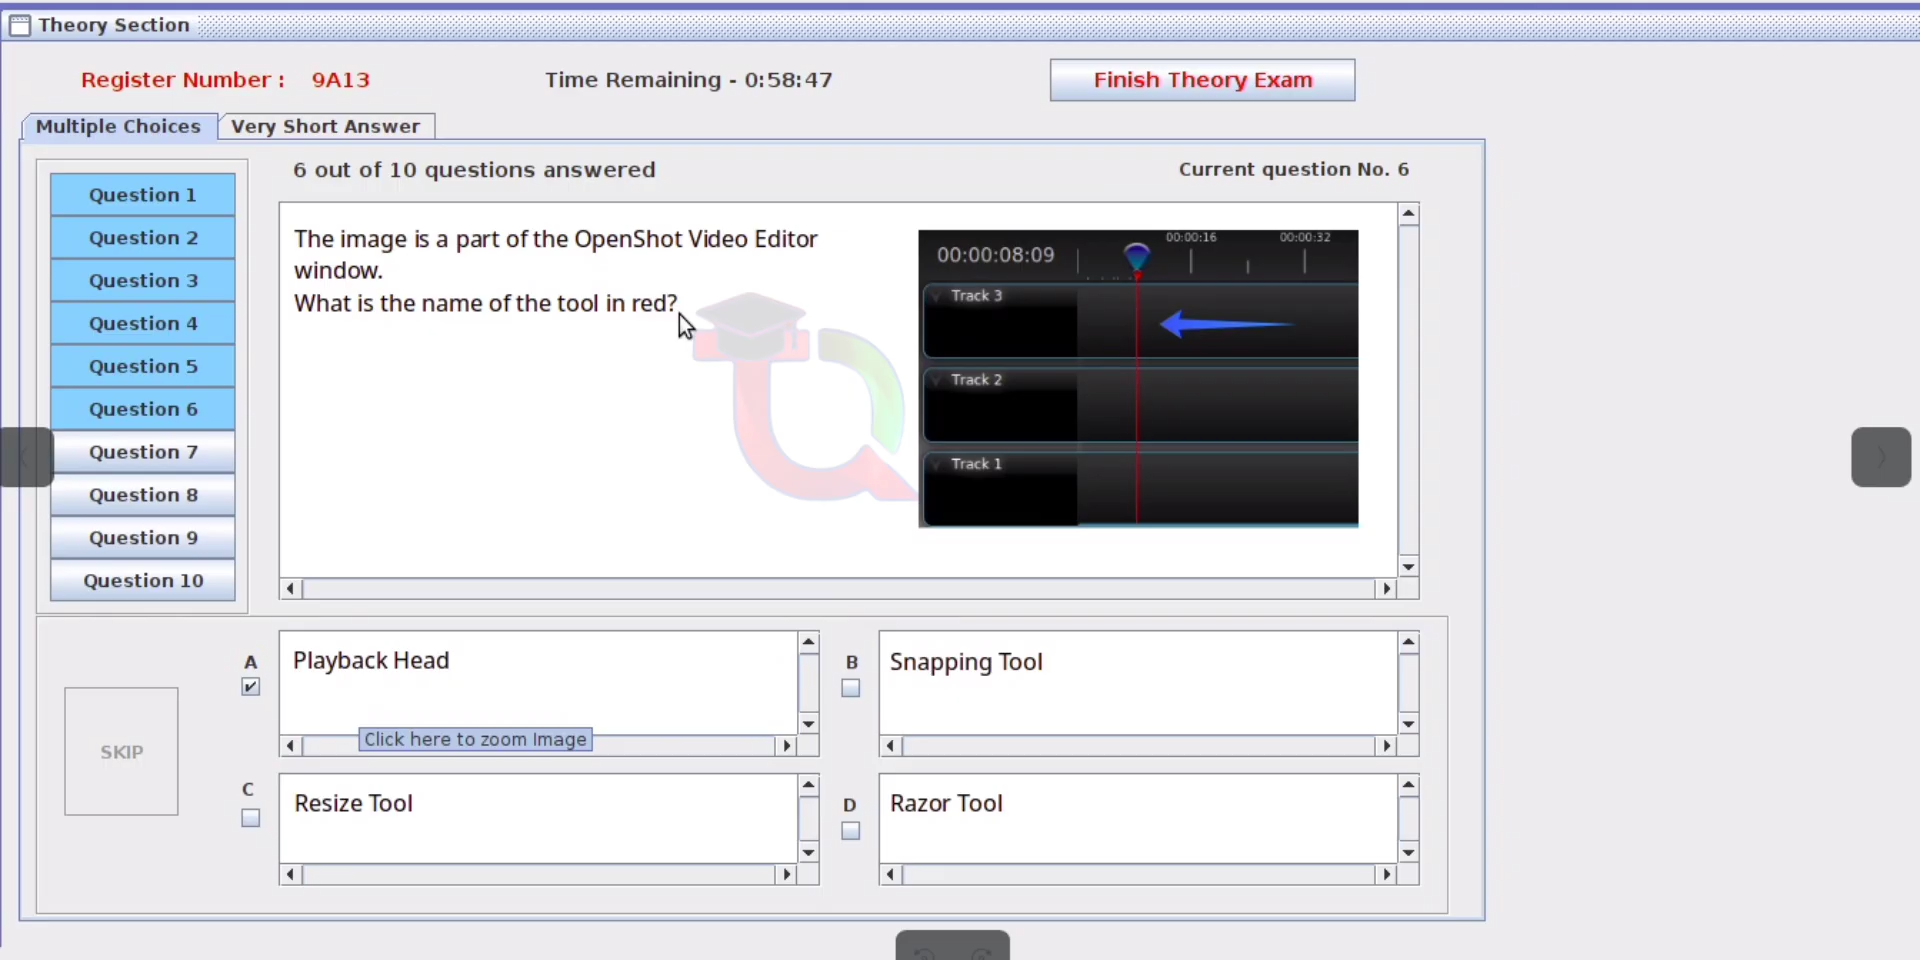 Theory Section
Register Number : 9A13
Time Remaining - 0:58:47
Finish Theory Exam
Multiple Choices
Very Short Answer
6 out of 10 questions answered
Current question No. 6
Question 1
Question 2
Question 3
Question 4
Question 5
Question 6
Question 7
Question 8
Question 9
Question 10
The image is a part of the OpenShot Video Editor
window.
What is the name of the tool in red?
00:00:08:09
00:00:16
00:00:32
Track 3
Track 2
Track 1
SKIP
A
Playback Head
Click here to zoom Image
B
Snapping Tool
C
Resize Tool
D
Razor Tool